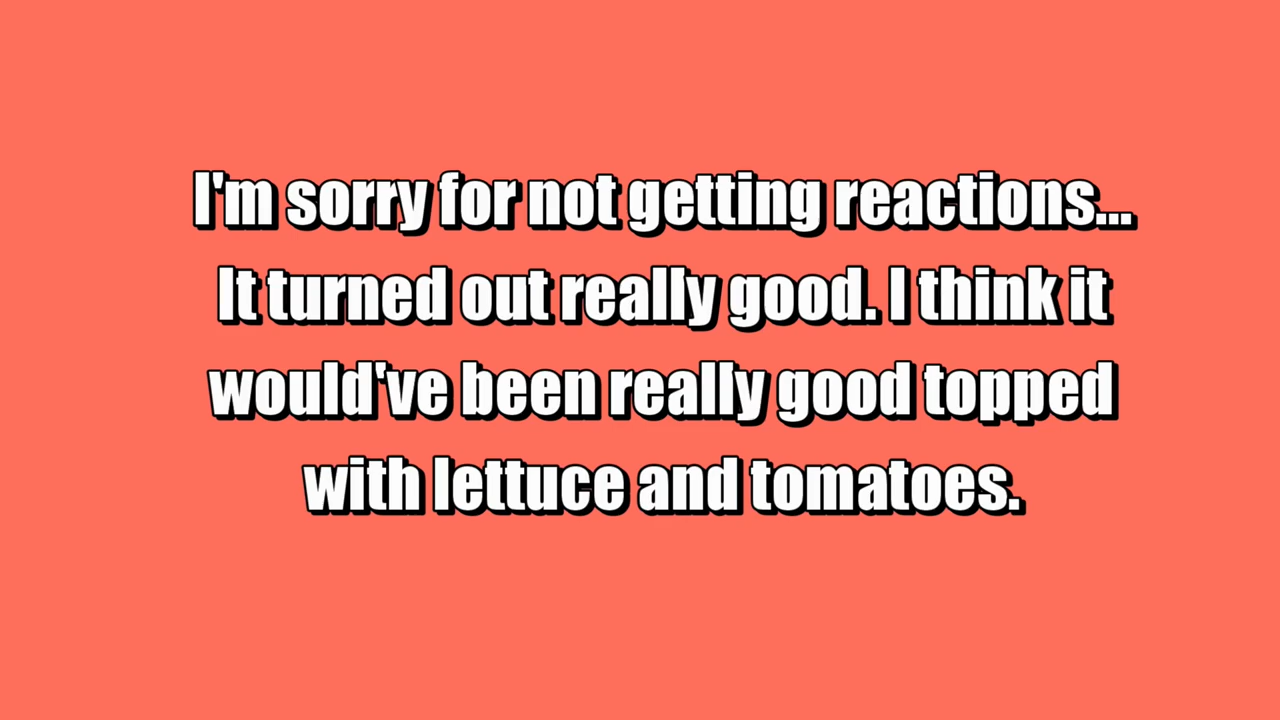 I'm sorry for not getting reactions...
It turned out really good. I think it
would've been really good topped
with lettuce and tomatoes.